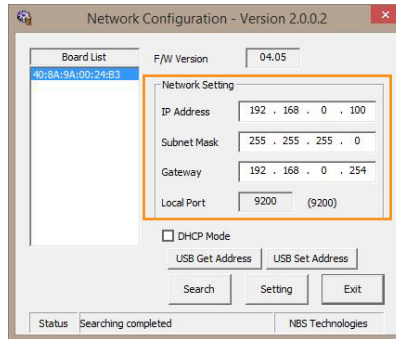 Network Configuration - Version 2.0.0.2
Board List
F/W Version 04.05
40:8A:9A:00:24:B3
Network Setting
IP Address 192 . 168 . 0 . 100
Subnet Mask 255 . 255 . 255 . 0
Gateway 192 . 168 . 0 . 254
Local Port 9200 (9200)
DHCP Mode
USB Get Address USB Set Address
Search Setting Exit
Status Searching completed NBS Technologies